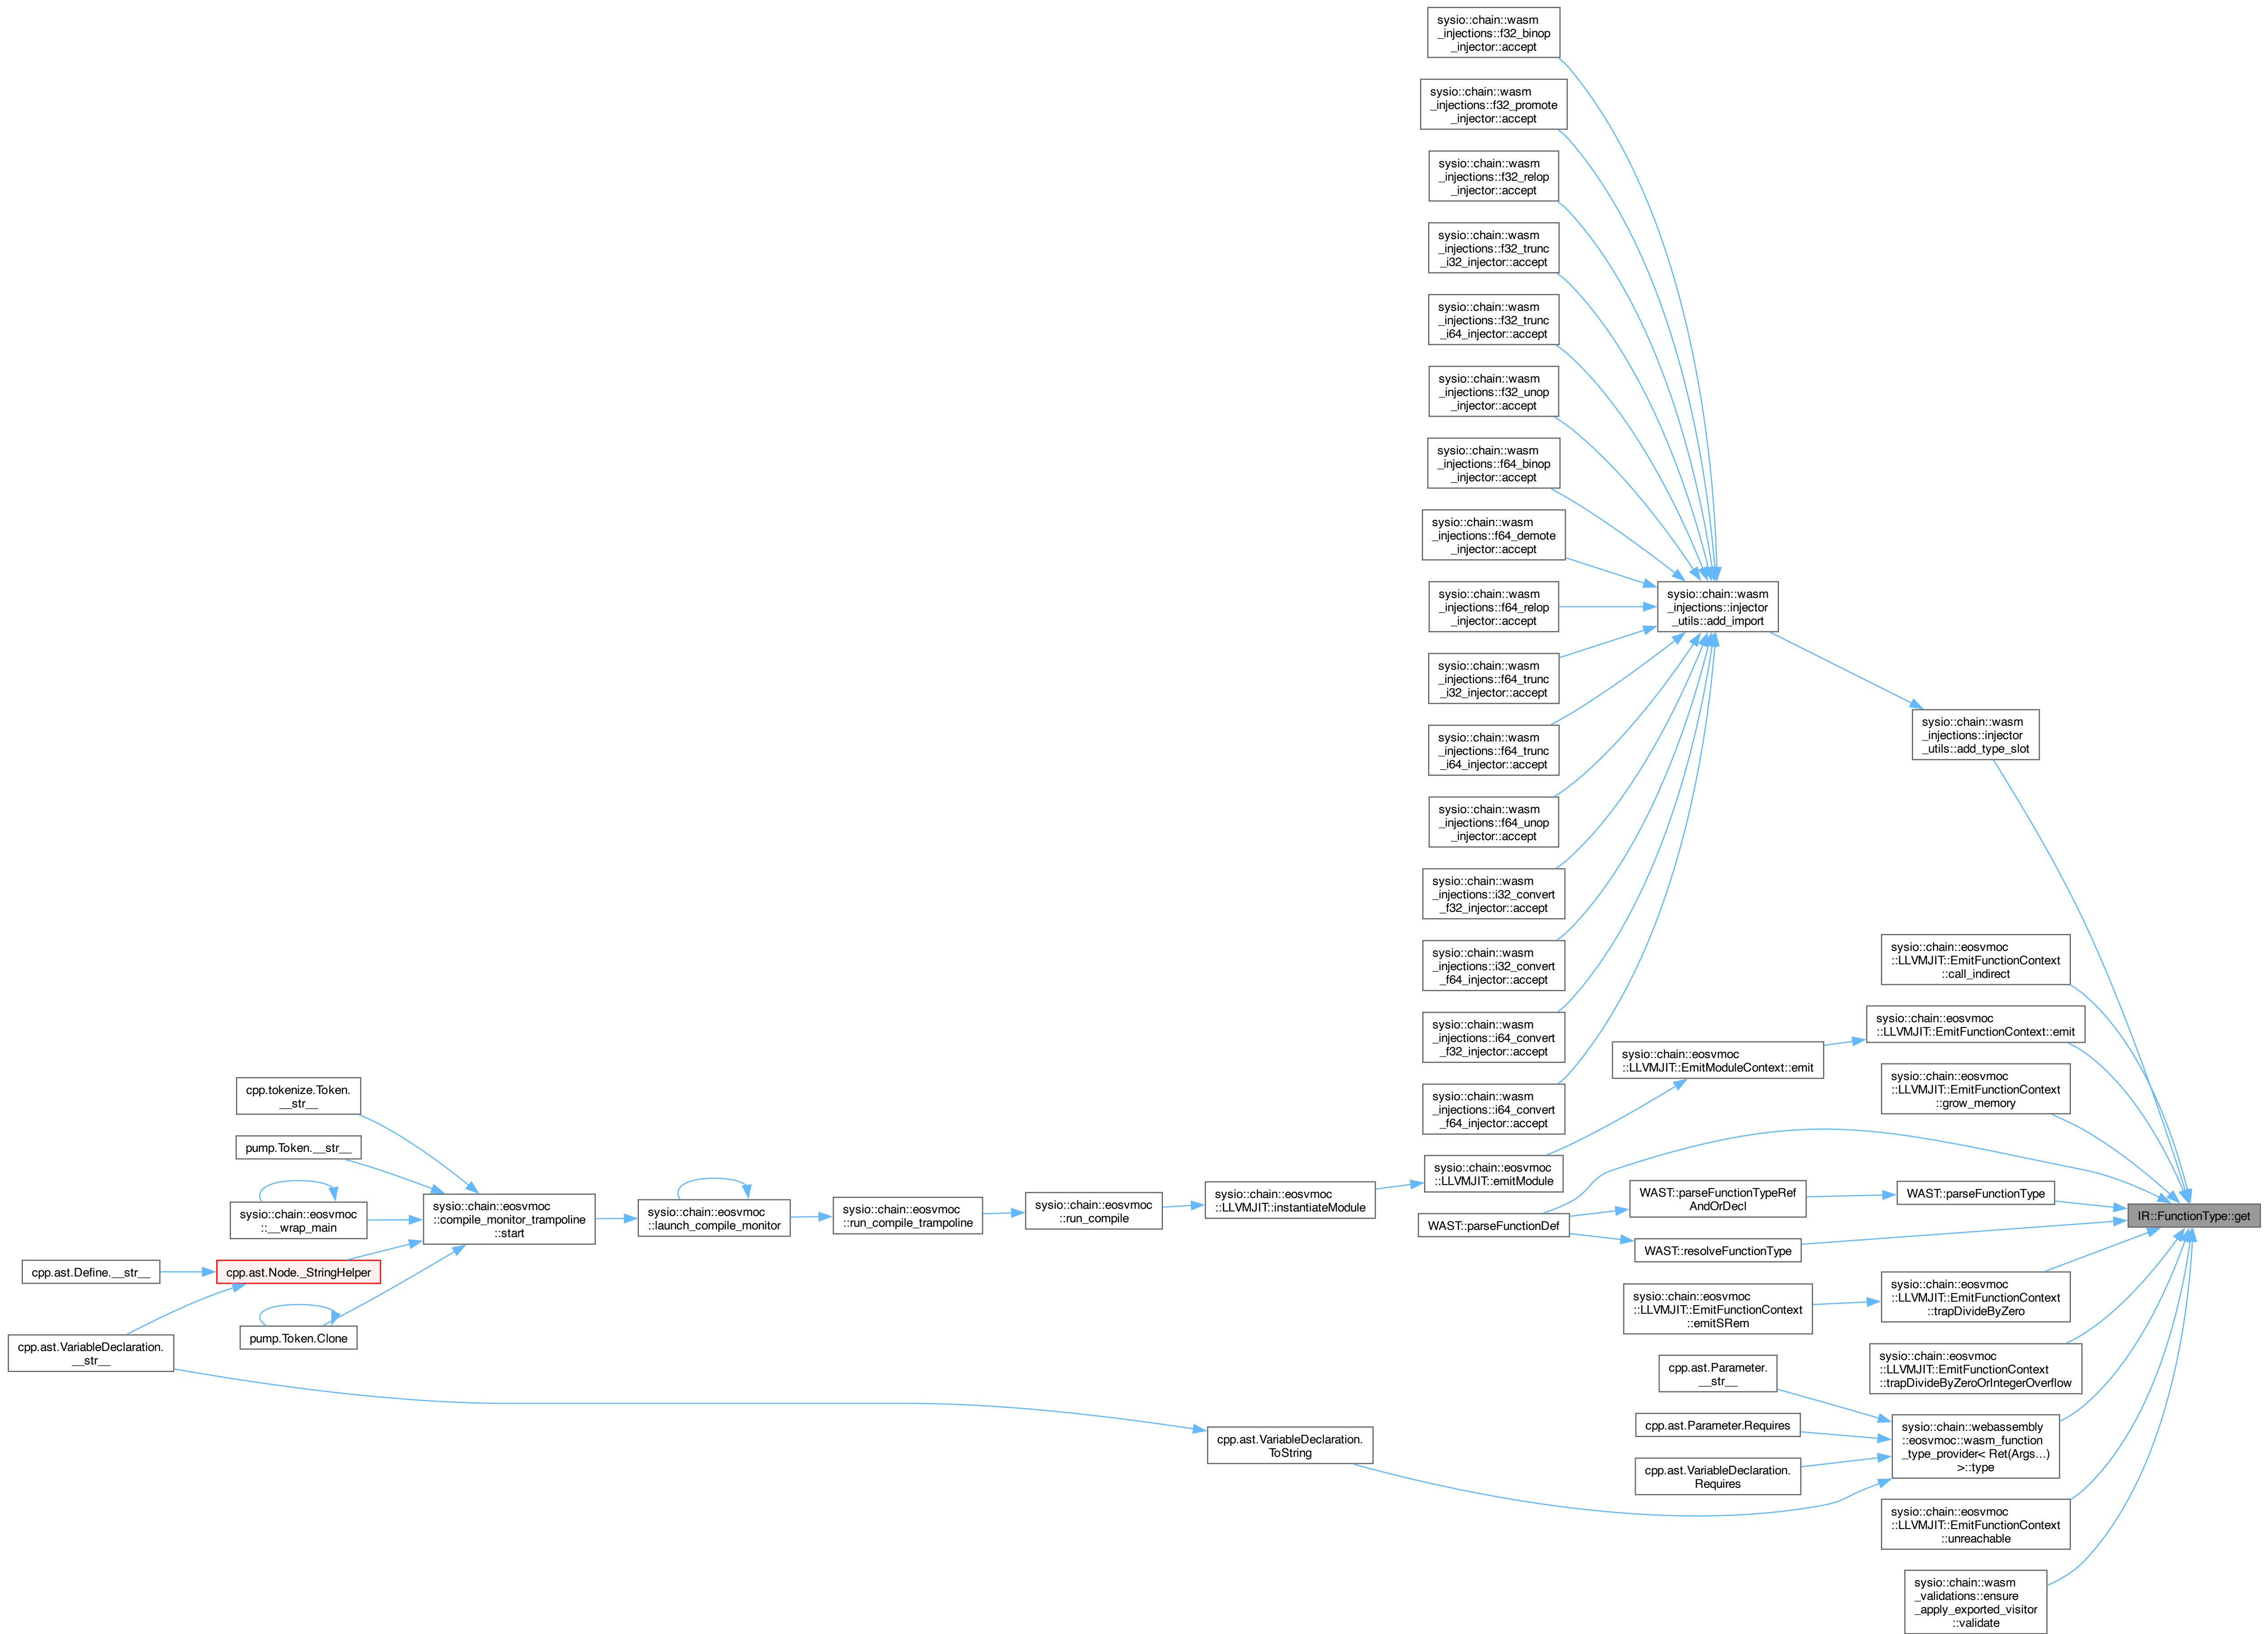 sysio::chain::wasm
_injections::f32_binop
_injector::accept
sysio::chain::wasm
_injections::f32_promote
_injector::accept
sysio::chain::wasm
_injections::f32_relop
_injector::accept
sysio::chain::wasm
_injections::f32_trunc
_i32_injector::accept
sysio::chain::wasm
_injections::f32_trunc
_i64_injector::accept
sysio::chain::wasm
_injections::f32_unop
_injector::accept
sysio::chain::wasm
_injections::f64_binop
_injector::accept
sysio::chain::wasm
_injections::f64_demote
_injector::accept
sysio::chain::wasm
_injections::f64_relop
_injector::accept
sysio::chain::wasm
_injections::f64_trunc
_i32_injector::accept
sysio::chain::wasm
_injections::f64_trunc
_i64_injector::accept
sysio::chain::wasm
_injections::f64_unop
_injector::accept
sysio::chain::wasm
_injections::i32_convert
_f32_injector::accept
sysio::chain::wasm
_injections::i32_convert
_f64_injector::accept
sysio::chain::wasm
_injections::i64_convert
_f32_injector::accept
sysio::chain::wasm
_injections::i64_convert
_f64_injector::accept
sysio::chain::wasm
_injections::injector
_utils::add_import
sysio::chain::wasm
_injections::injector
_utils::add_type_slot
sysio::chain::eosvmoc
::LLVMJIT::EmitFunctionContext
::call_indirect
sysio::chain::eosvmoc
::LLVMJIT::EmitFunctionContext::emit
sysio::chain::eosvmoc
::LLVMJIT::EmitModuleContext::emit
sysio::chain::eosvmoc
::LLVMJIT::EmitFunctionContext
::grow_memory
sysio::chain::eosvmoc
::LLVMJIT::emitModule
sysio::chain::eosvmoc
::LLVMJIT::instantiateModule
sysio::chain::eosvmoc
::run_compile
sysio::chain::eosvmoc
::run_compile_trampoline
sysio::chain::eosvmoc
::launch_compile_monitor
sysio::chain::eosvmoc
::compile_monitor_trampoline
::start
cpp.tokenize.Token.
__str__
pump.Token.__str__
sysio::chain::eosvmoc
::__wrap_main
cpp.ast.Node._StringHelper
pump.Token.Clone
cpp.ast.Define.__str__
cpp.ast.VariableDeclaration.
__str__
WAST::parseFunctionDef
WAST::parseFunctionTypeRef
AndOrDecl
WAST::parseFunctionType
WAST::resolveFunctionType
IR::FunctionType::get
sysio::chain::eosvmoc
::LLVMJIT::EmitFunctionContext
::emitSRem
sysio::chain::eosvmoc
::LLVMJIT::EmitFunctionContext
::trapDivideByZero
sysio::chain::eosvmoc
::LLVMJIT::EmitFunctionContext
::trapDivideByZeroOrIntegerOverflow
cpp.ast.Parameter.
__str__
cpp.ast.Parameter.Requires
cpp.ast.VariableDeclaration.
Requires
cpp.ast.VariableDeclaration.
ToString
sysio::chain::webassembly
::eosvmoc::wasm_function
_type_provider< Ret(Args...)
>::type
sysio::chain::eosvmoc
::LLVMJIT::EmitFunctionContext
::unreachable
sysio::chain::wasm
_validations::ensure
_apply_exported_visitor
::validate